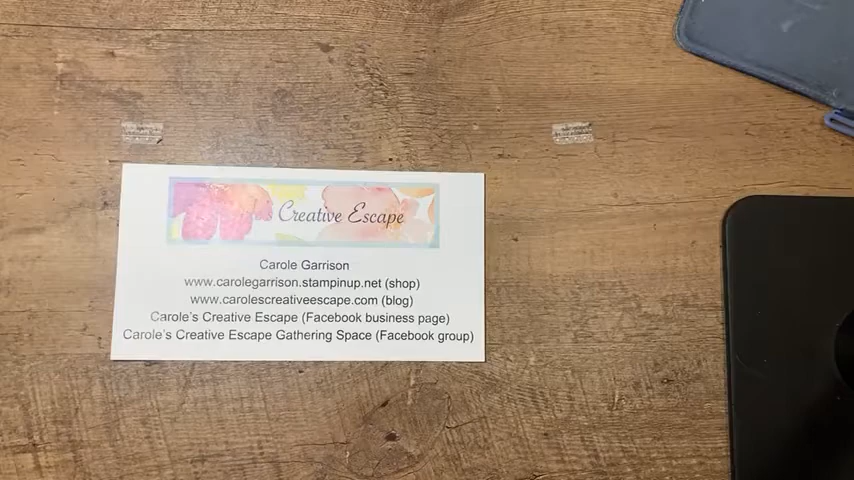 Creative Escape
Carole Garrison
www.carolegarrison.stampinup.net (shop)
www.carolescreativeescape.com (blog)
Carole's Creative Escape (Facebook business page)
Carole's Creative Escape Gathering Space (Facebook group)